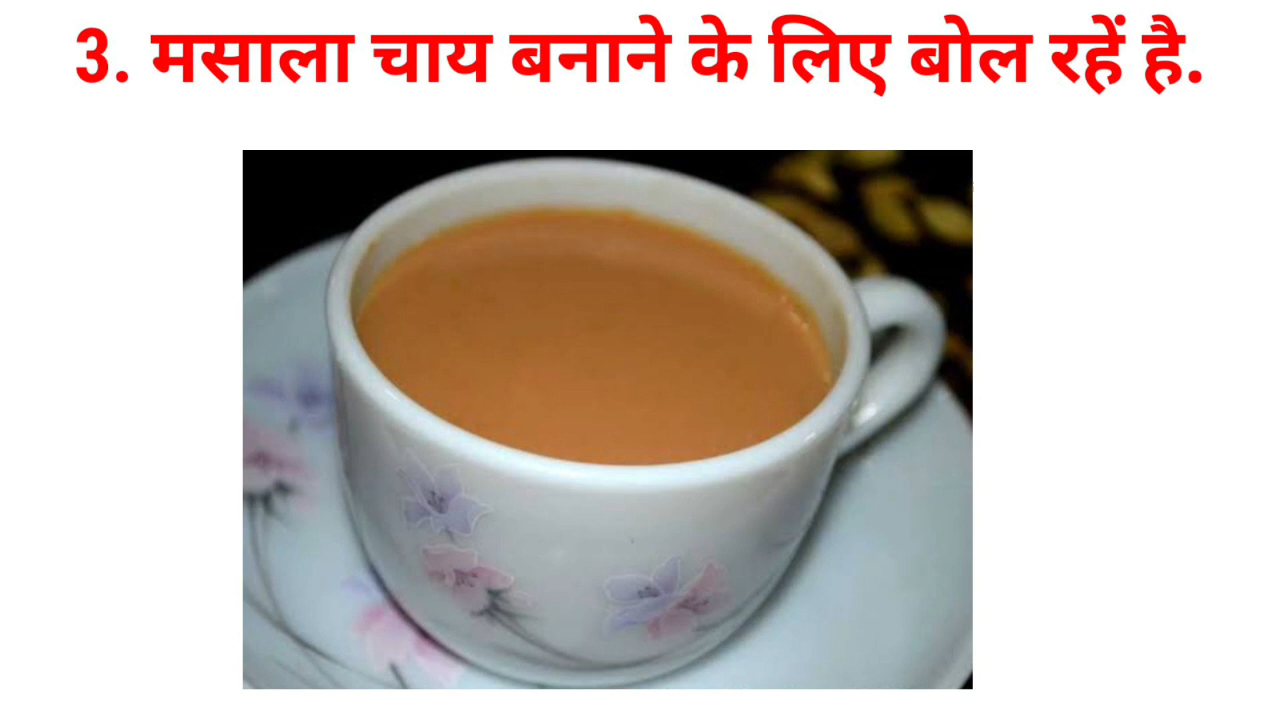 3. मसाला चाय बनाने के लिए बोल रहें है.